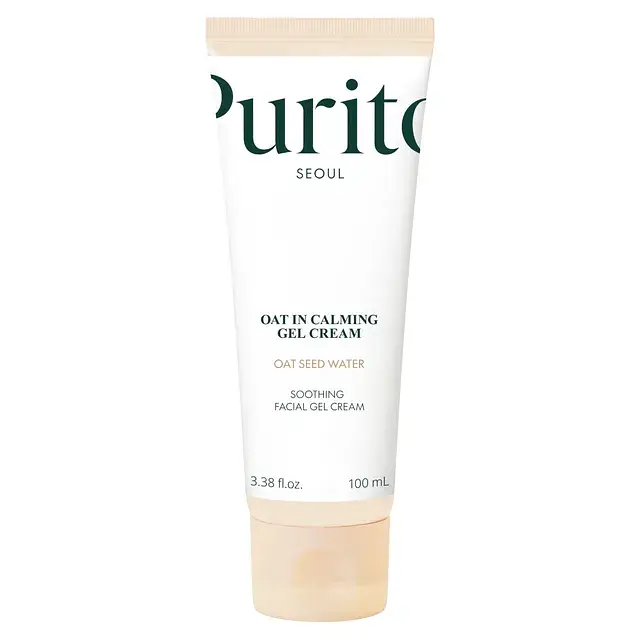 Purito
SEOUL
OAT IN CALMING
GEL CREAM
OAT SEED WATER
SOOTHING
FACIAL GEL CREAM
3.38 fl.oz. 100 mL